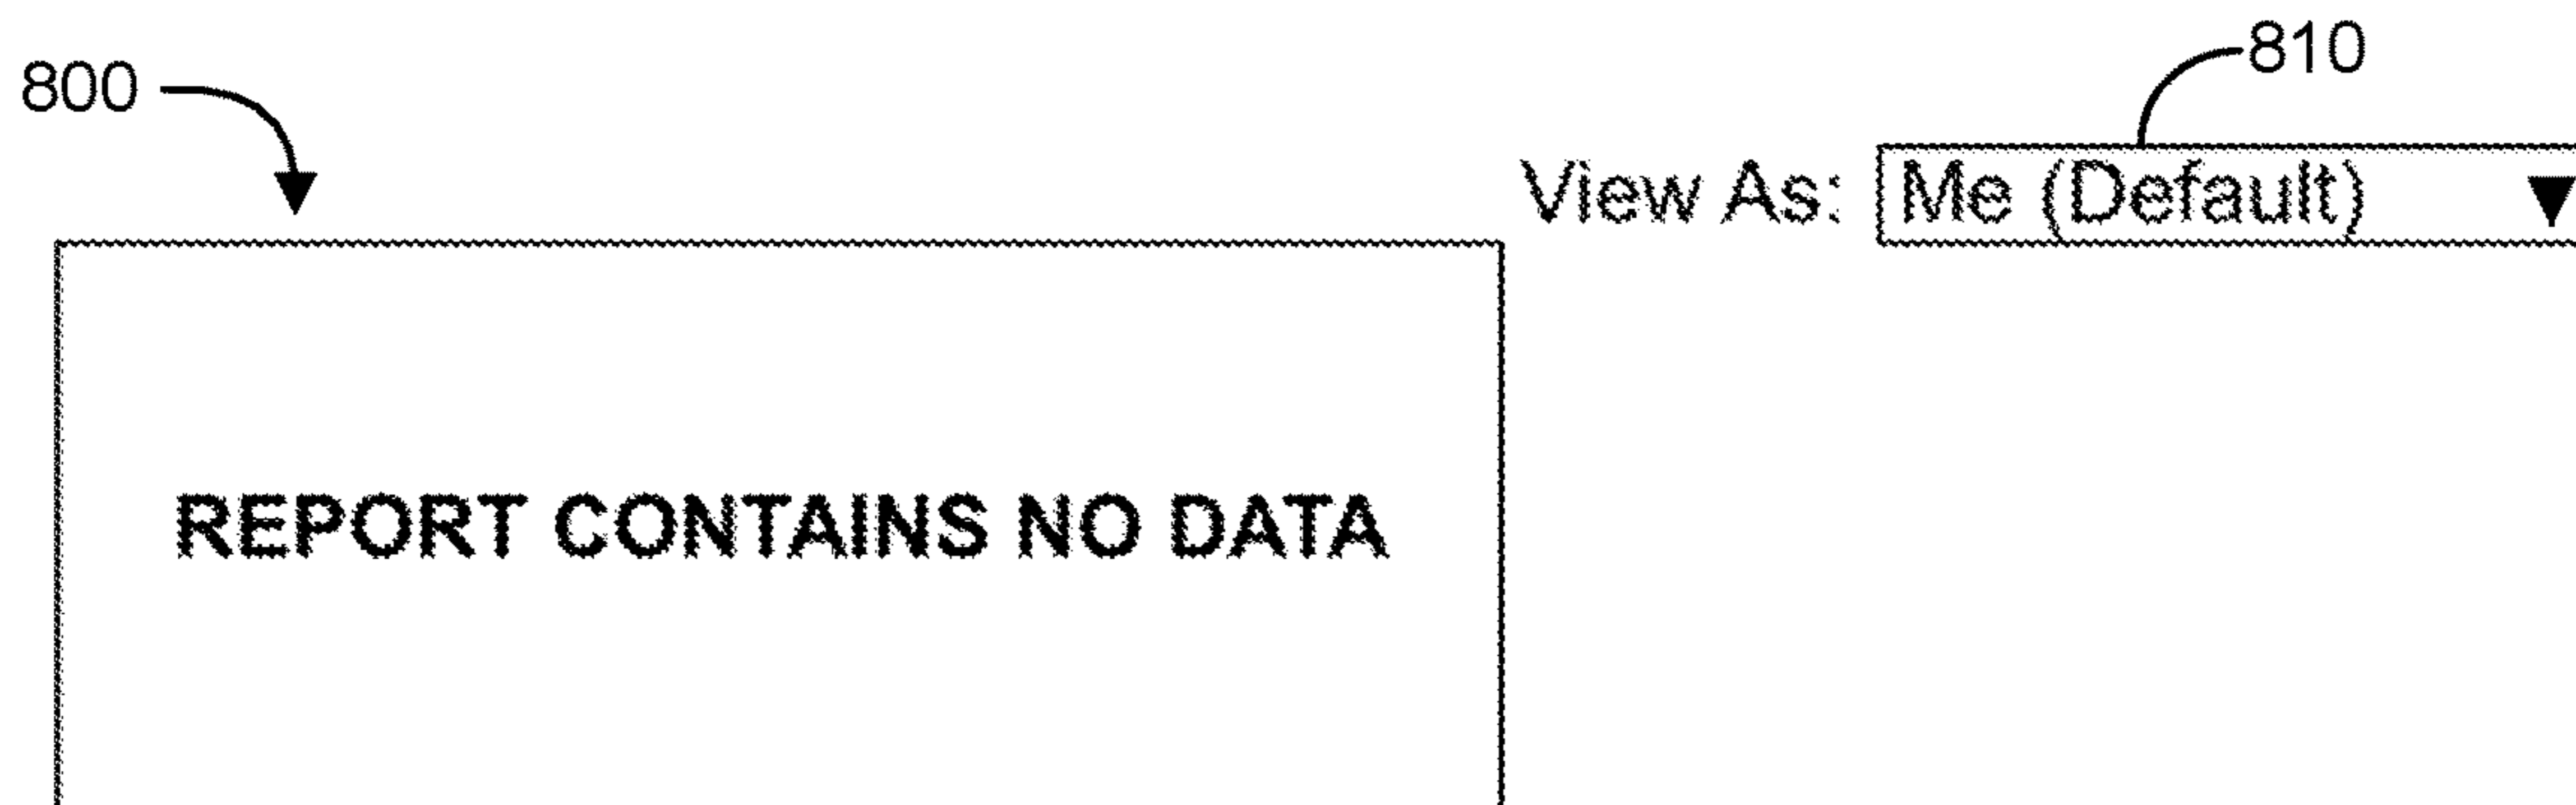 810
800
View As: Me (Default)
REPORT CONTAINS NO DATA